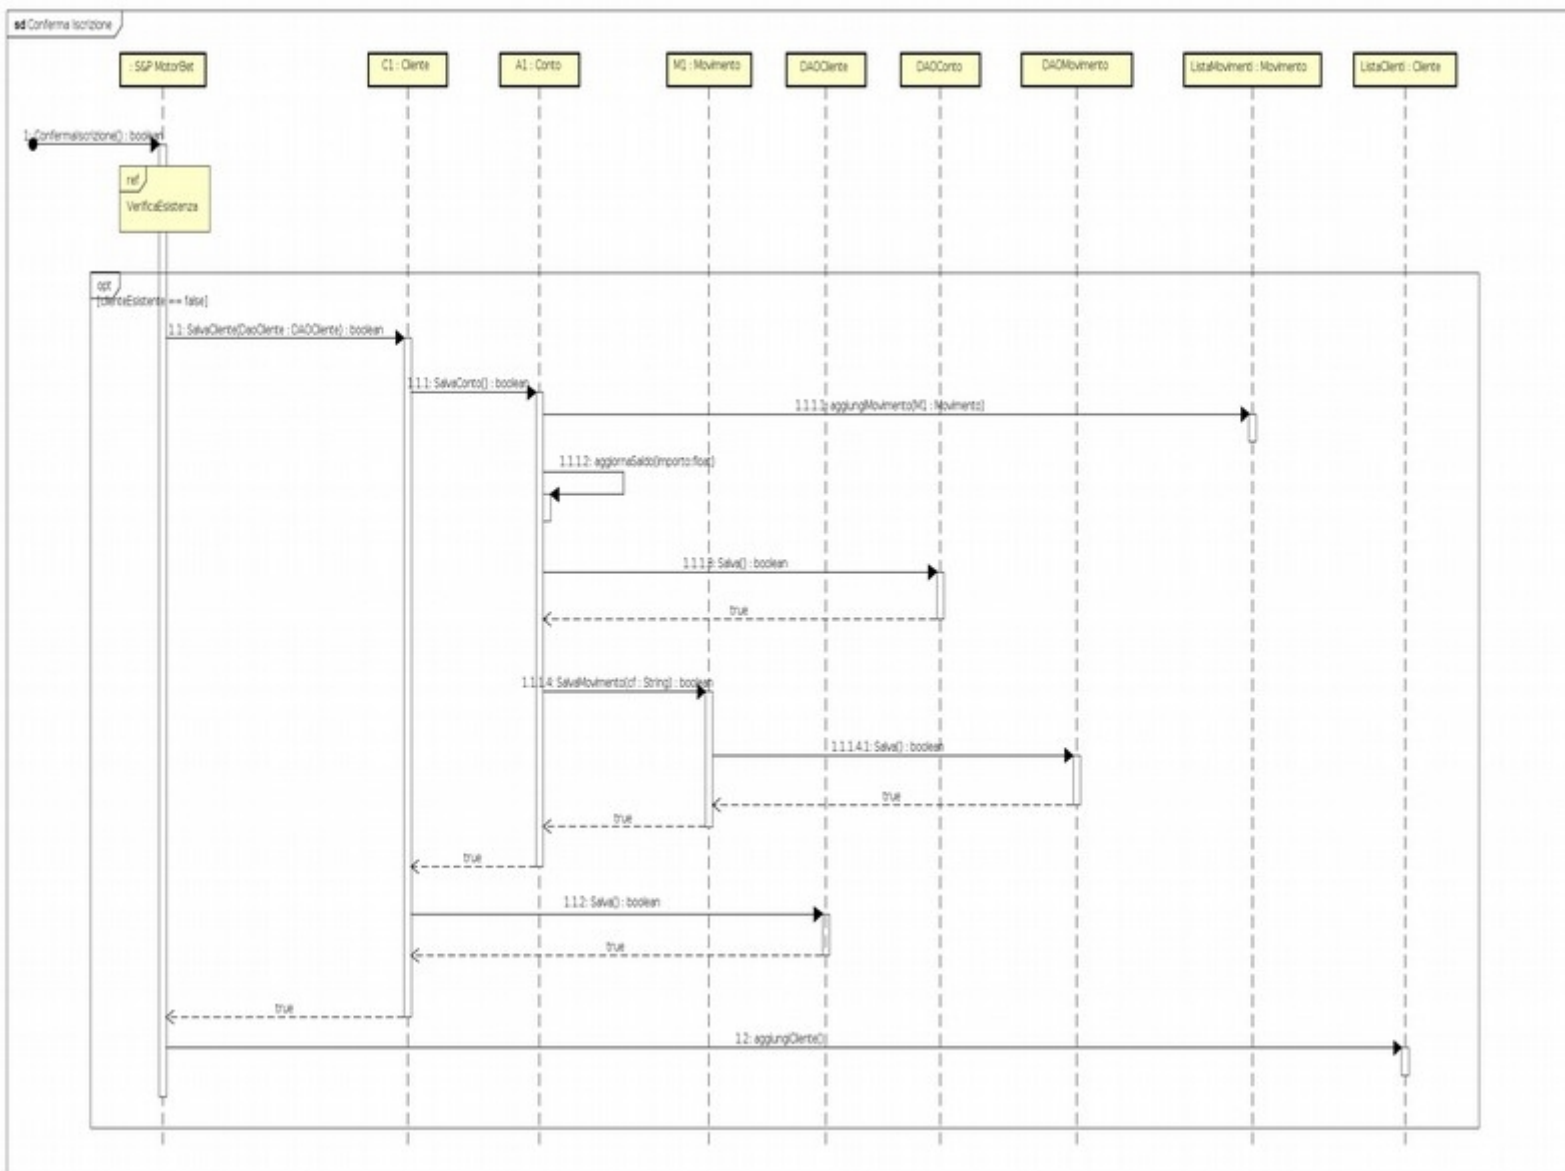 sd Conferma Iscrizione
: S&P MotorBet
C1 : Cliente
A1 : Conto
M1 : Movimento
DAOCliente
DAOConto
DAOMovimento
ListaMovimenti : Movimento
ListaClienti : Cliente
1: ConfermaIscrizione() : boolean
ref
VerificaEsistenza
opt
[clienteEsistente == false]
1.1: SalvaCliente(DaoCliente : DAOCliente) : boolean
1.1.1: SalvaConto() : boolean
1.1.1.1: aggiungiMovimento(M1 : Movimento)
1.1.1.2: aggiornaSaldo(importo:float)
1.1.1.3: Salva() : boolean
true
1.1.1.4: SalvaMovimento(cf : String) : boolean
1.1.1.4.1: Salva() : boolean
true
true
true
1.1.2: Salva() : boolean
true
true
1.2: aggiungiCliente()